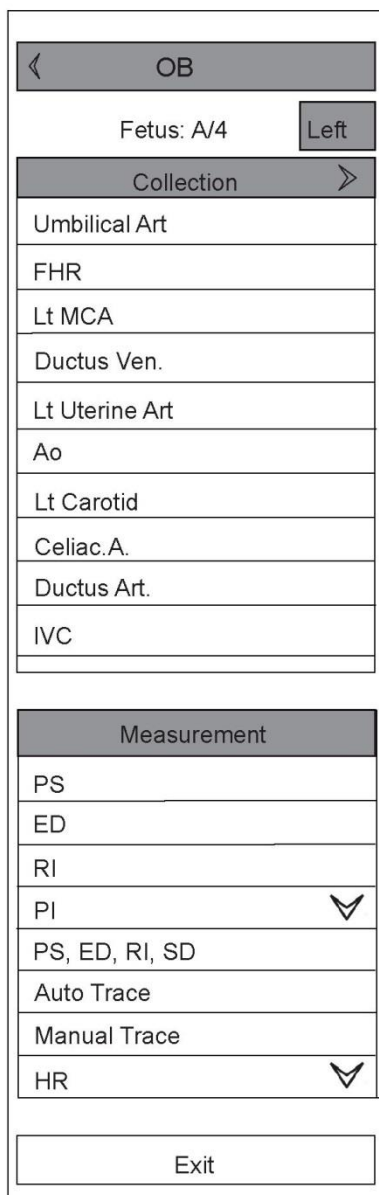 OB
Fetus: A/4 Left
Collection
Umbilical Art
FHR
Lt MCA
Ductus Ven.
Lt Uterine Art
Ao
Lt Carotid
Celiac.A.
Ductus Art.
IVC
Measurement
PS
ED
RI
PI
PS, ED, RI, SD
Auto Trace
Manual Trace
HR
Exit